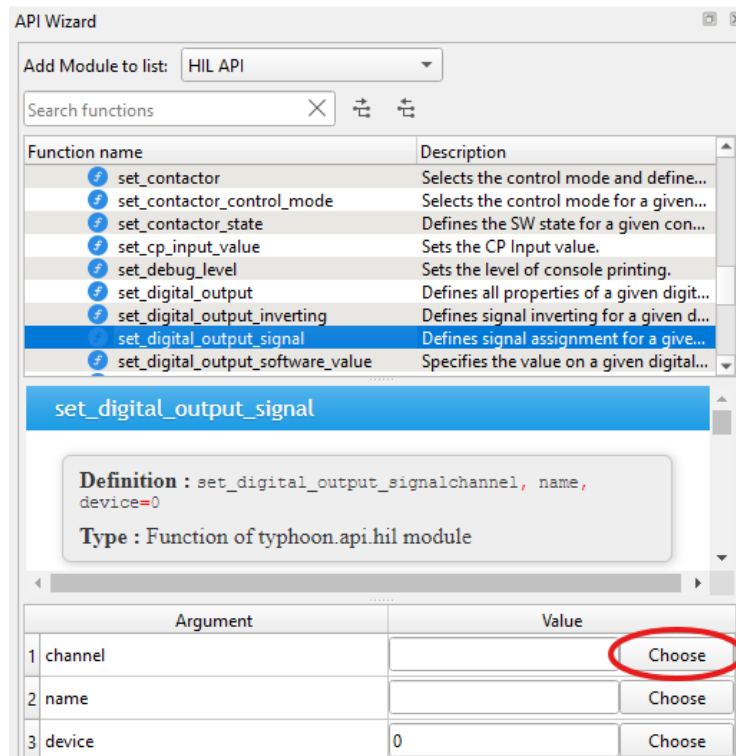 API Wizard
Add Module to list: HIL API
Search functions
Function name Description
set_contactor Selects the control mode and define...
set_contactor_control_mode Selects the control mode for a given...
set_contactor_state Defines the SW state for a given con...
set_cp_input_value Sets the CP Input value.
set_debug_level Sets the level of console printing.
set_digital_output Defines all properties of a given digit...
set_digital_output_inverting Defines signal inverting for a given d...
set_digital_output_signal Defines signal assignment for a give...
set_digital_output_software_value Specifies the value on a given digital...
set_digital_output_signal
Definition : set_digital_output_signalchannel, name,
device=0
Type : Function of typhoon.api.hil module
Argument Value
1 channel Choose
2 name Choose
3 device 0 Choose